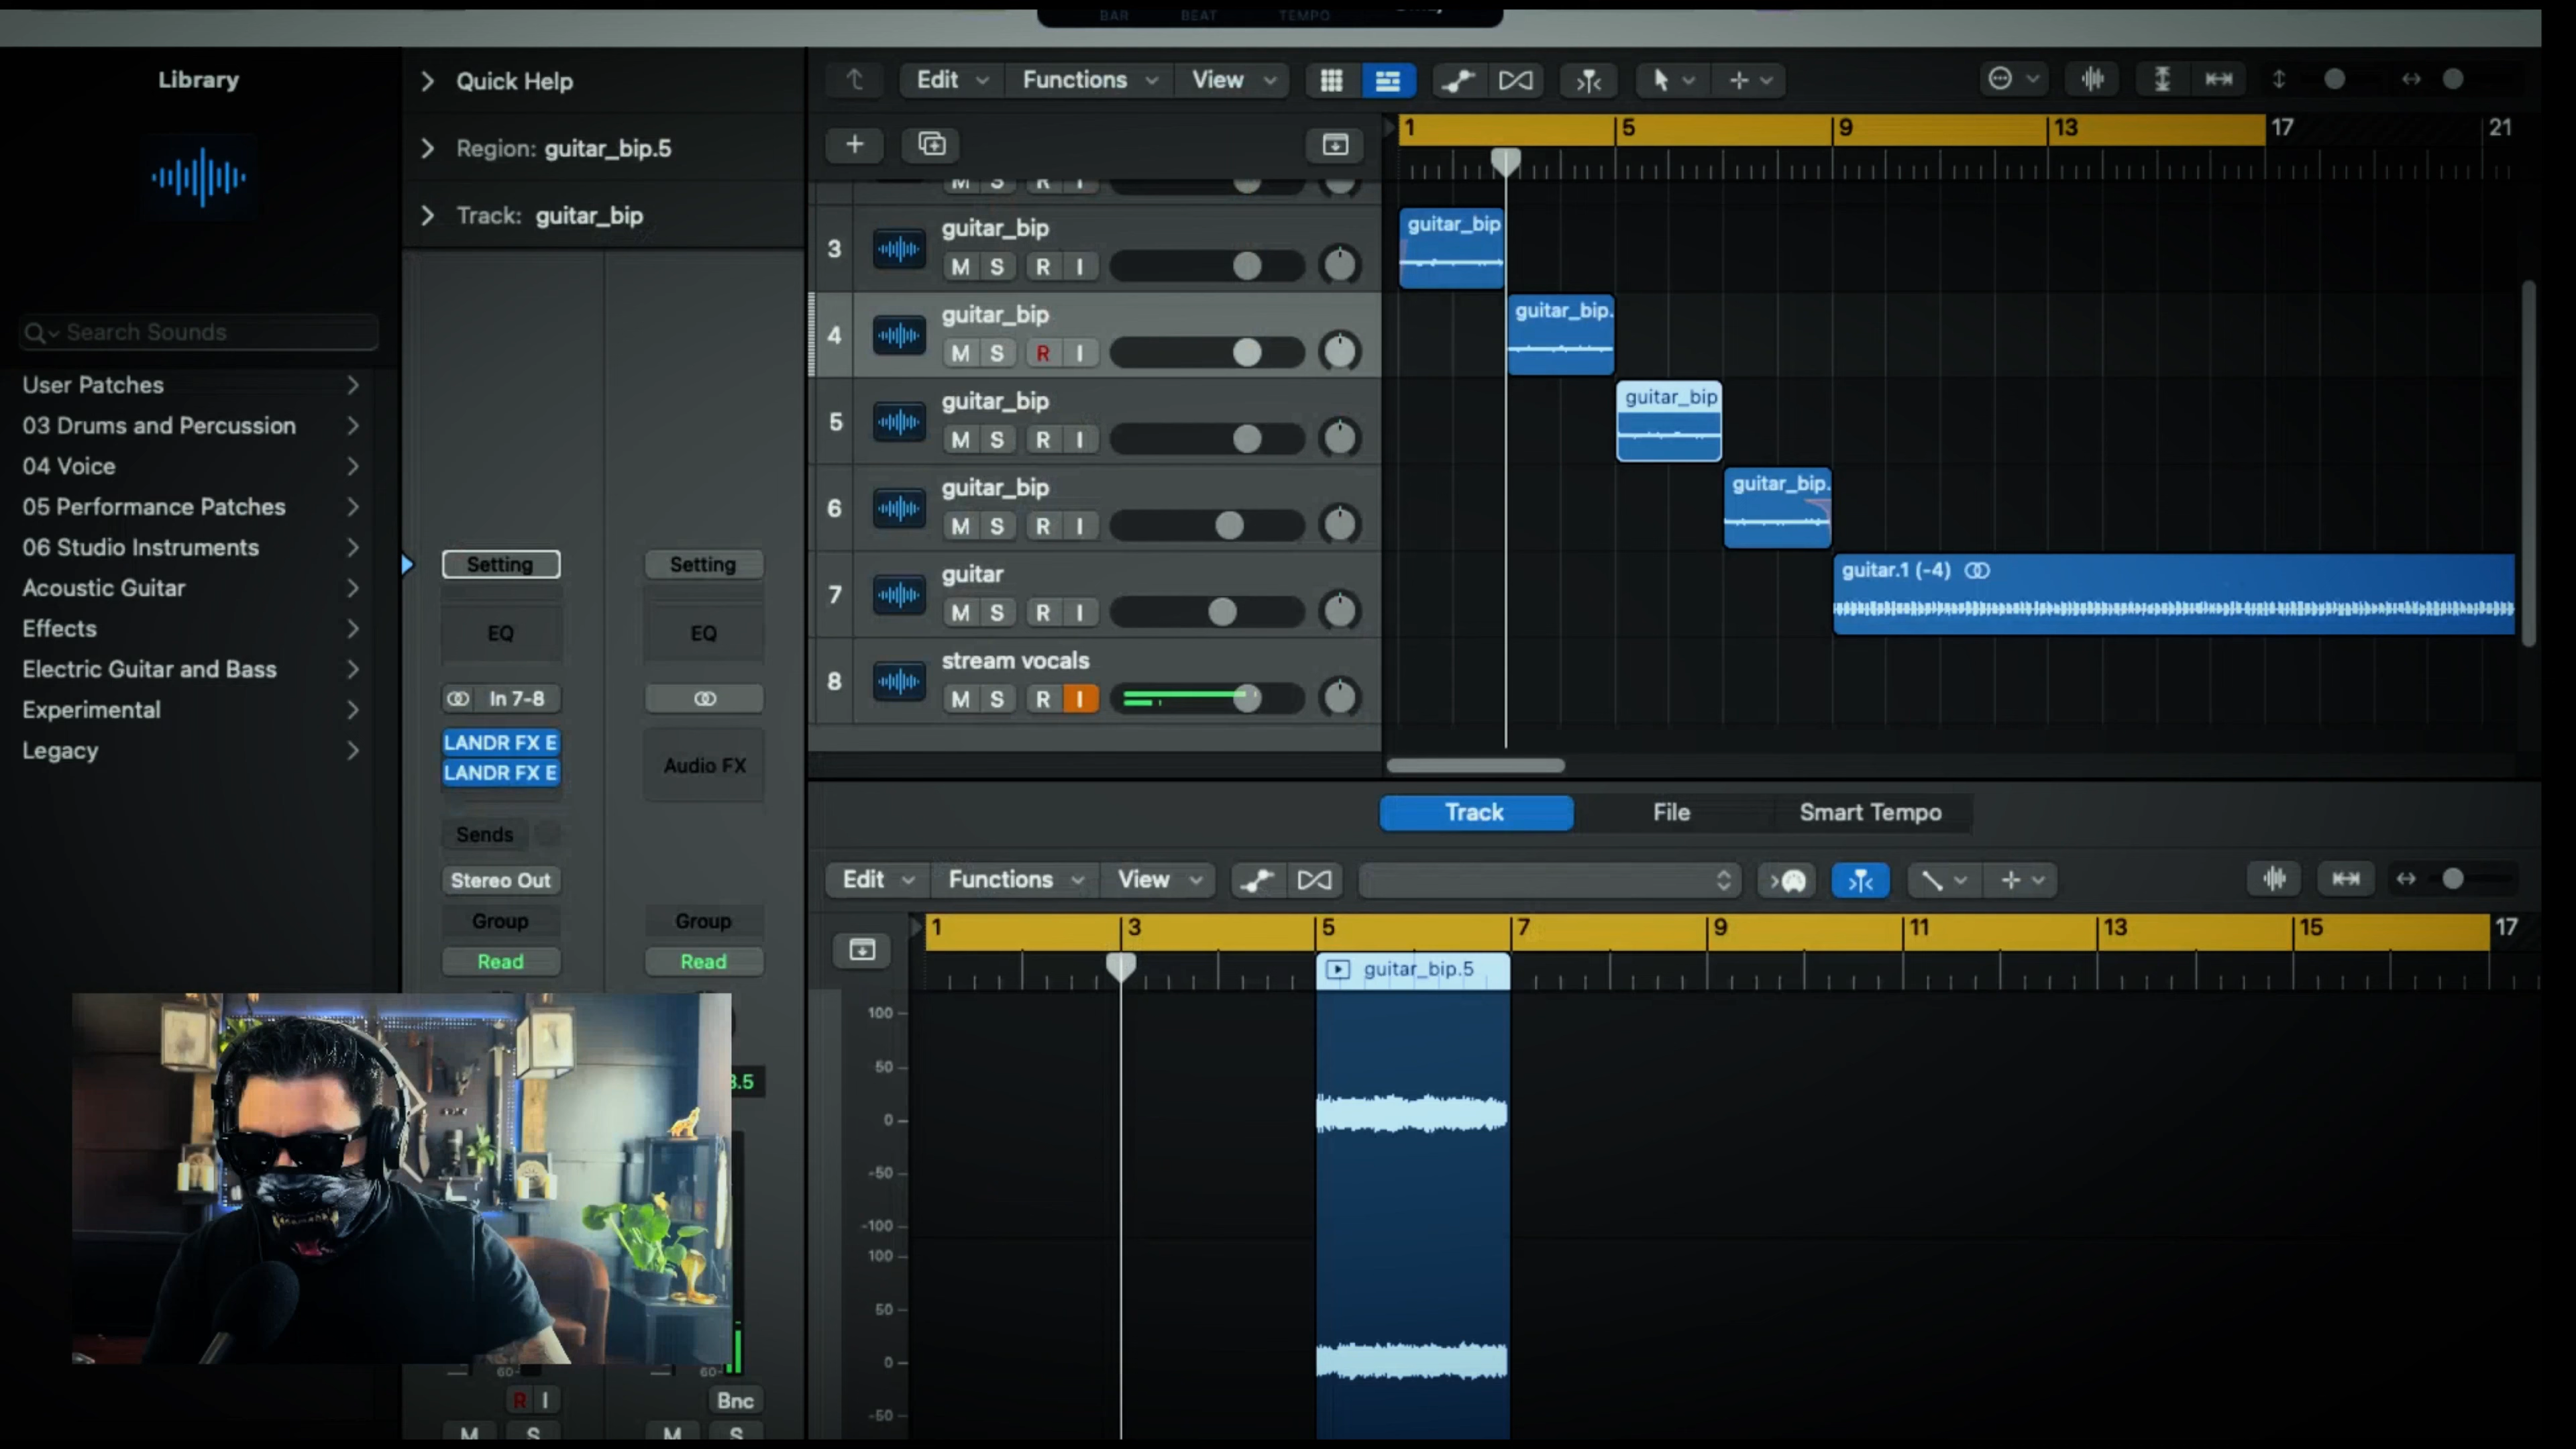 BAR BEAT TEMPO
Library
Quick Help
Region: guitar_bip.5
Track: guitar_bip
Edit Functions View
1 5 9 13 17 21
M S R I
Search Sounds
User Patches
03 Drums and Percussion
04 Voice
05 Performance Patches
06 Studio Instruments
Acoustic Guitar
Effects
Electric Guitar and Bass
Experimental
Legacy
Setting Setting
EQ EQ
In 7-8
LANDR FX E
LANDR FX E
Audio FX
Sends
Stereo Out
Group Group
Read Read
3 guitar_bip
M S R I
guitar_bip
4 guitar_bip
M S R I
guitar_bip.
5 guitar_bip
M S R I
guitar_bip
6 guitar_bip
M S R I
guitar_bip.
7 guitar
M S R I
guitar.1 (-4)
8 stream vocals
M S R I
Track File Smart Tempo
Edit Functions View
1 3 5 7 9 11 13 15 17
guitar_bip.5
100
50
0
-50
-100
100
50
0
-50
60- 60-
R I Bnc
M S M S